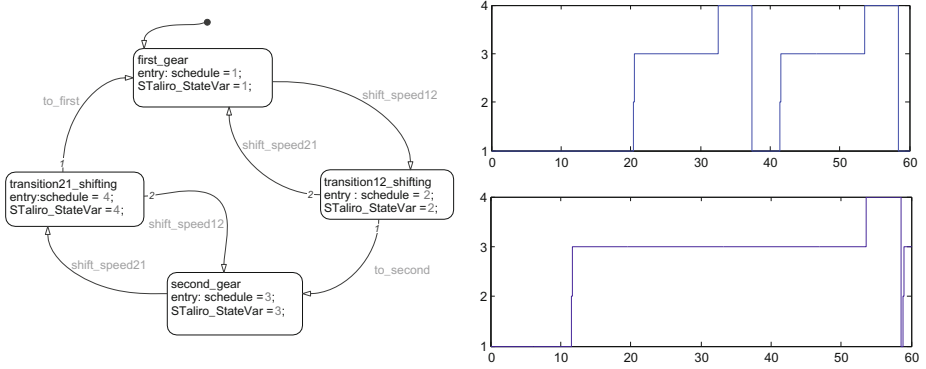 first_gear
entry: schedule =1;
STaliro_StateVar =1;
to_first
shift_speed12
shift_speed21
1
transition21_shifting
entry:schedule = 4;
STaliro_StateVar =4;
2
shift_speed12
2
transition12_shifting
entry : schedule = 2;
STaliro_StateVar =2;
1
shift_speed21
to_second
second_gear
entry: schedule =3;
STaliro_StateVar =3;
4
3
2
1
0 10 20 30 40 50 60
4
3
2
1
0 10 20 30 40 50 60